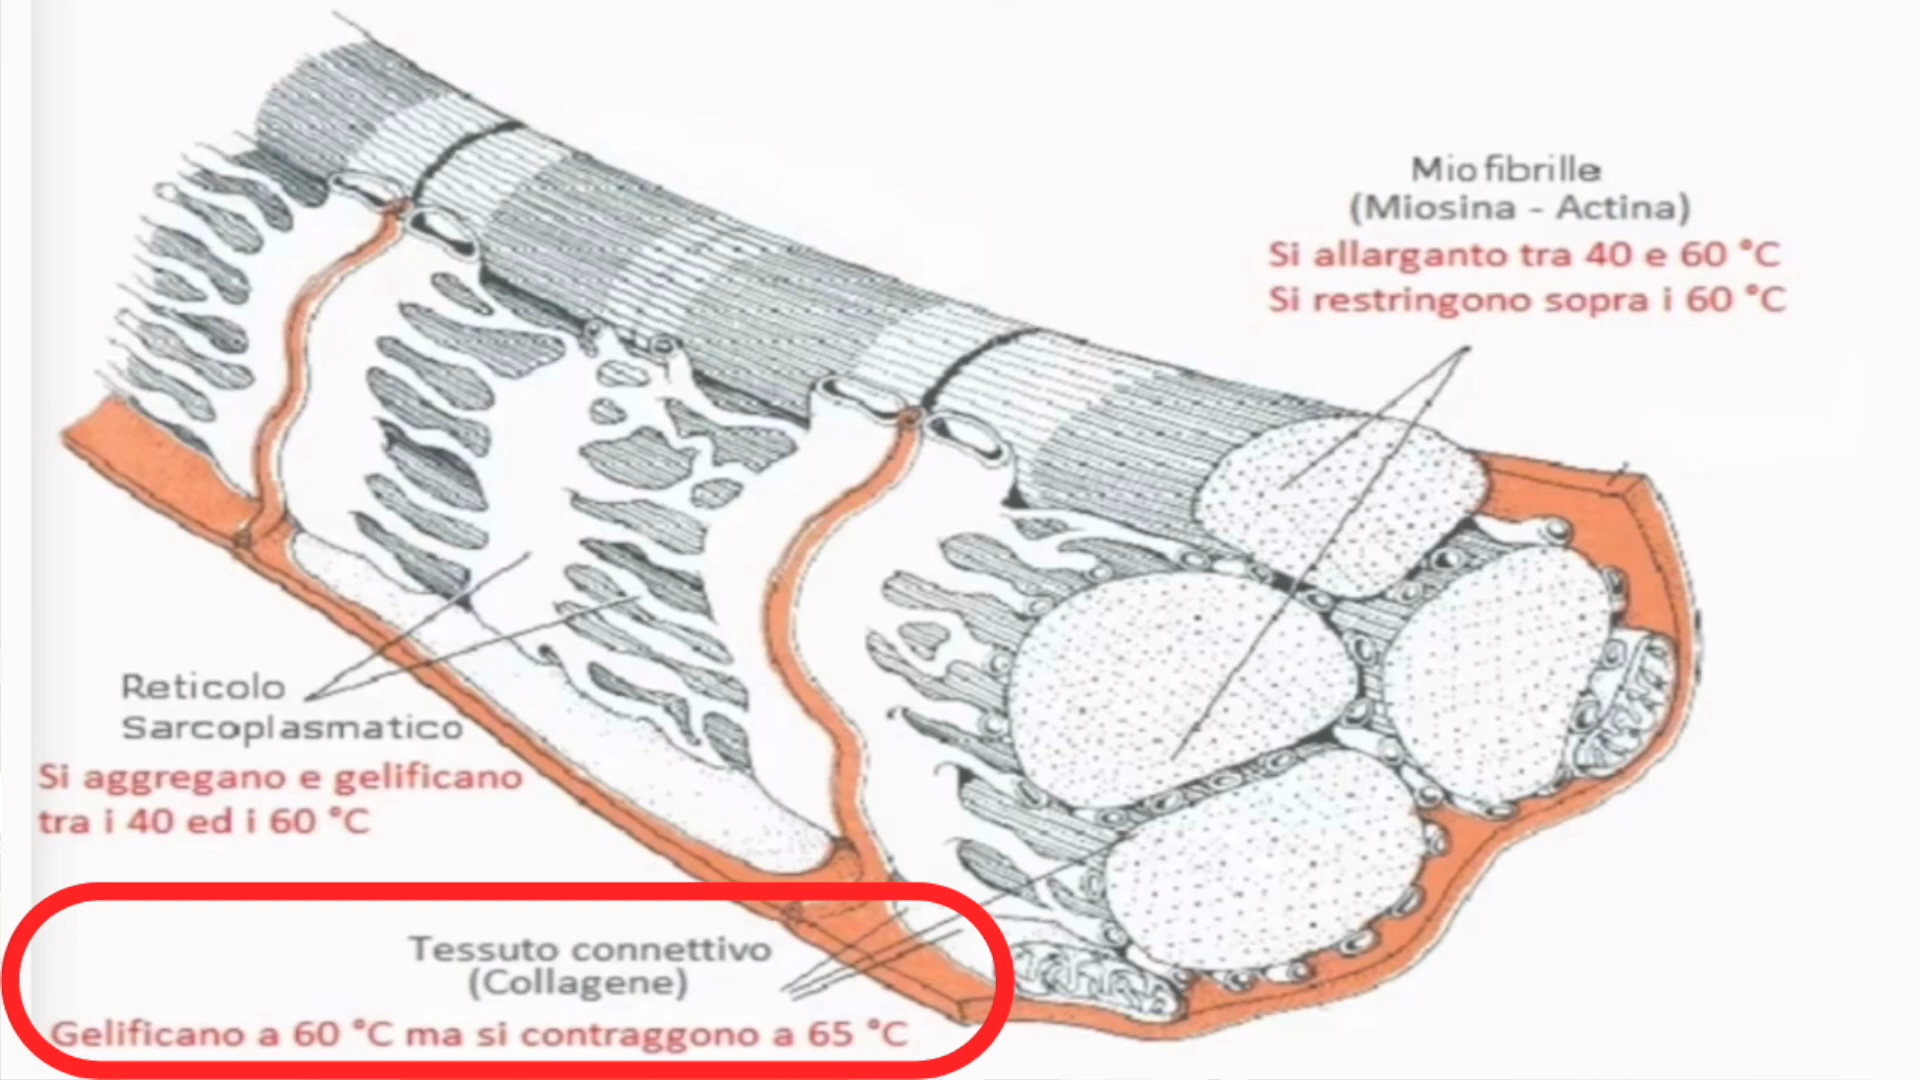 Miofibrille
(Miosina - Actina)
Si allarganto tra 40 e 60 °C
Si restringono sopra i 60 °C
Reticolo
Sarcoplasmatico
Si aggregano e gelificano
tra i 40 ed i 60 °C
Tessuto connettivo
(Collagene)
Gelificano a 60 °C ma si contraggono a 65 °C